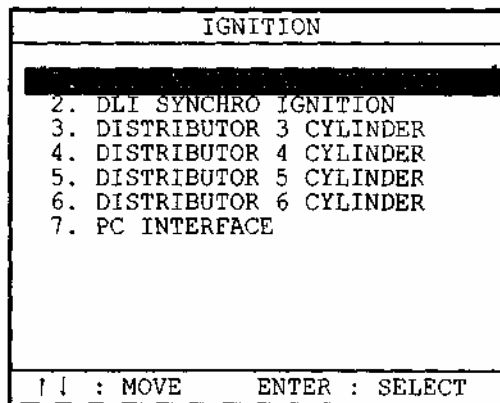 IGNITION
2. DLI SYNCHRO IGNITION
3. DISTRIBUTOR 3 CYLINDER
4. DISTRIBUTOR 4 CYLINDER
5. DISTRIBUTOR 5 CYLINDER
6. DISTRIBUTOR 6 CYLINDER
7. PC INTERFACE
↑↓ : MOVE ENTER : SELECT